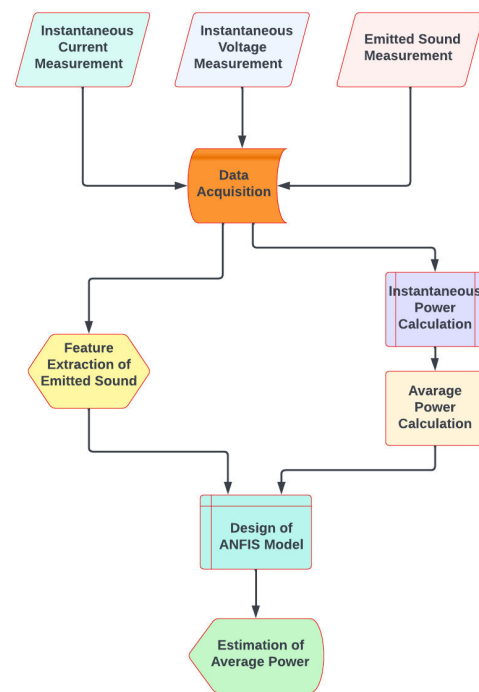 Instantaneous
Current
Measurement
Instantaneous
Voltage
Measurement
Emitted Sound
Measurement
Data
Acquisition
Instantaneous
Power
Calculation
Feature
Extraction of
Emitted Sound
Avarage
Power
Calculation
Design of
ANFIS Model
Estimation of
Average Power